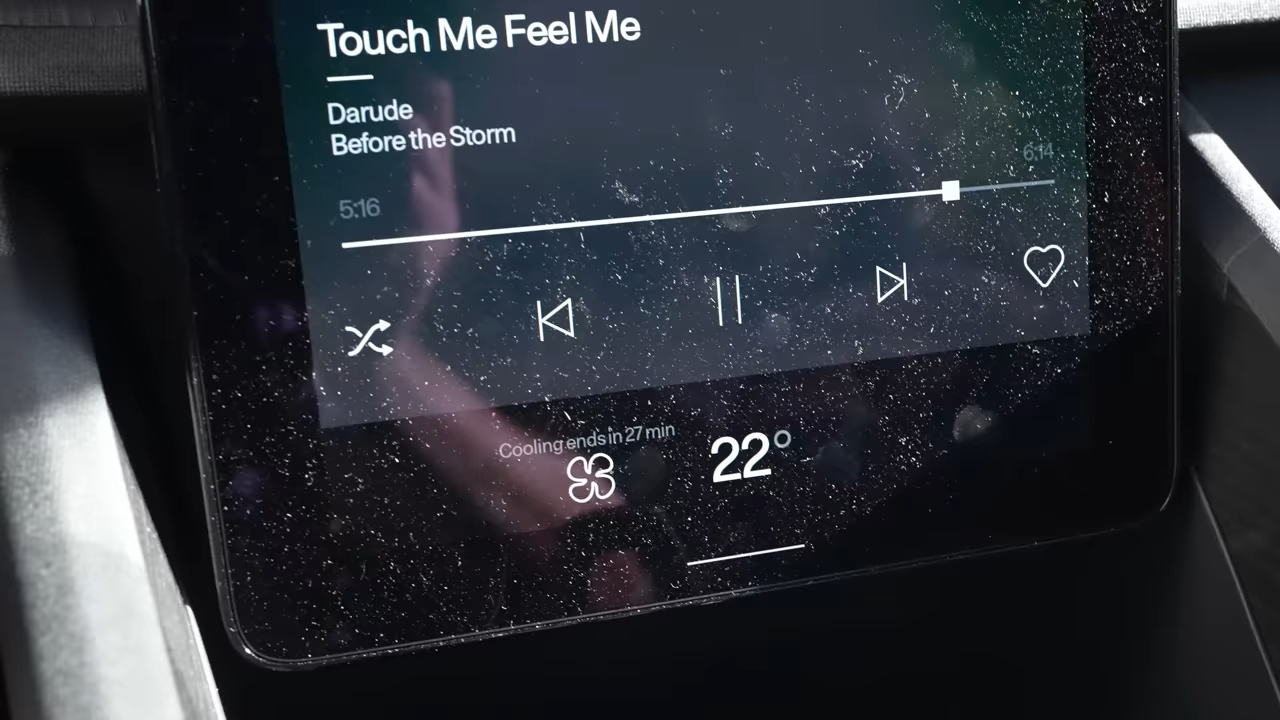 Touch Me Feel Me
Darude
Before the Storm
5:16
6:14
Cooling ends in 27 min
22°